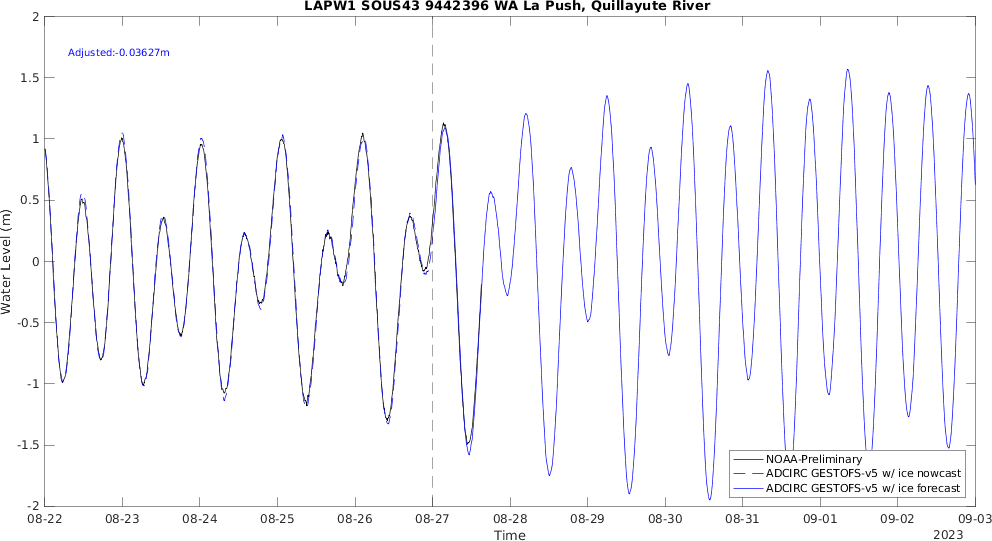 LAPW1 SOUS43 9442396 WA La Push, Quillayute River
Adjusted:-0.03627m
Water Level (m)
2
1.5
1
0.5
0
-0.5
-1
-1.5
-2
NOAA-Preliminary
ADCIRC GESTOFS-v5 w/ ice nowcast
ADCIRC GESTOFS-v5 w/ ice forecast
08-22 08-23 08-24 08-25 08-26 08-27 08-28 08-29 08-30 08-31 09-01 09-02 09-03
Time
2023